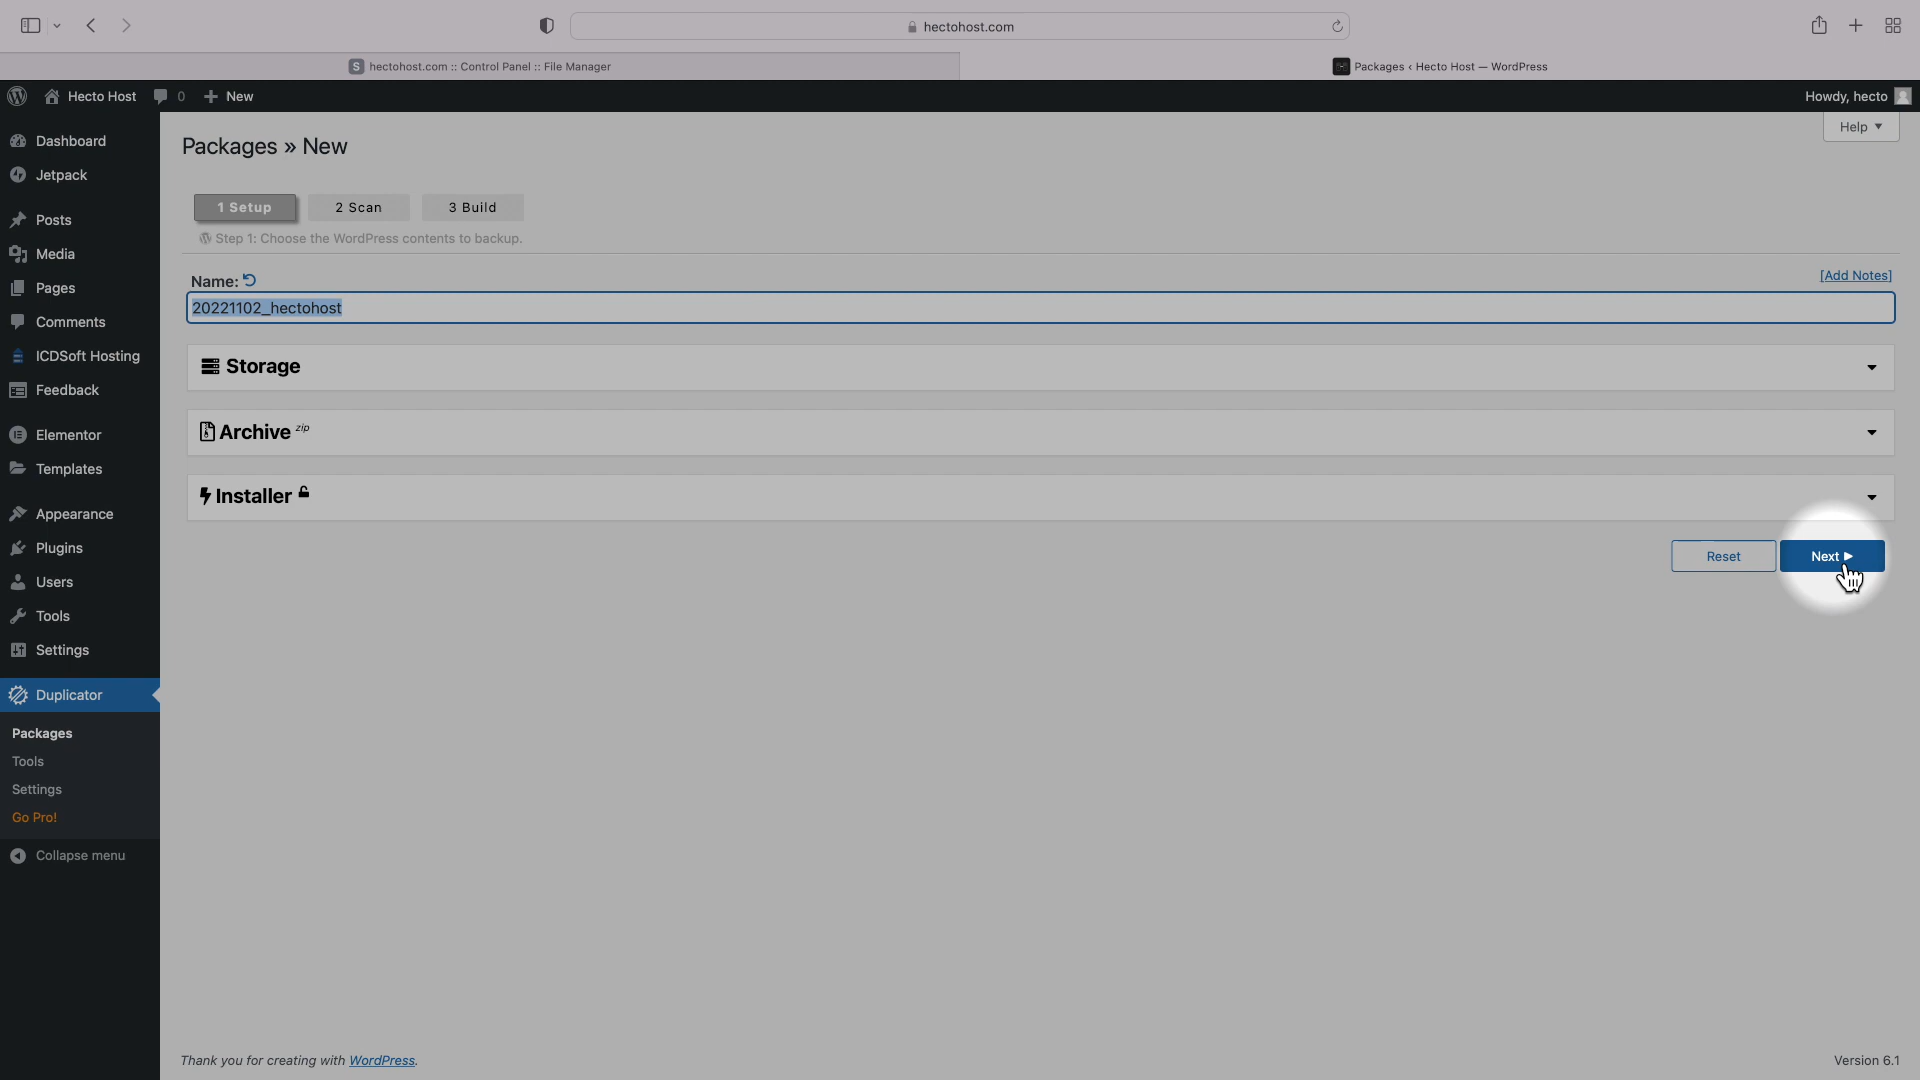 hectohost.com
S hectohost.com :: Control Panel :: File Manager
Packages ‹ Hecto Host — WordPress
Hecto Host 0 New
Howdy, hecto
Help
Dashboard
Jetpack
Posts
Media
Pages
Comments
ICDSoft Hosting
Feedback
Elementor
Templates
Appearance
Plugins
Users
Tools
Settings
Duplicator
Packages
Tools
Settings
Go Pro!
Collapse menu
Packages » New
1 Setup 2 Scan 3 Build
Step 1: Choose the WordPress contents to backup.
Name:
[Add Notes]
20221102_hectohost
Storage
Archive zip
Installer
Reset Next
Thank you for creating with WordPress.
Version 6.1